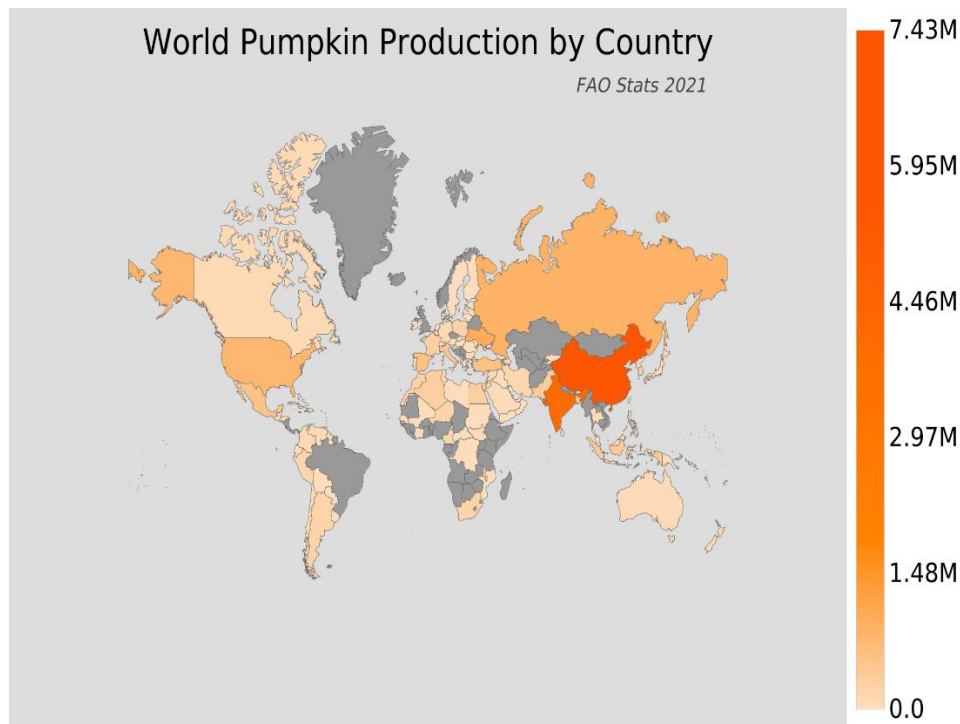 World Pumpkin Production by Country
FAO Stats 2021
7.43M
5.95M
4.46M
2.97M
1.48M
0.0